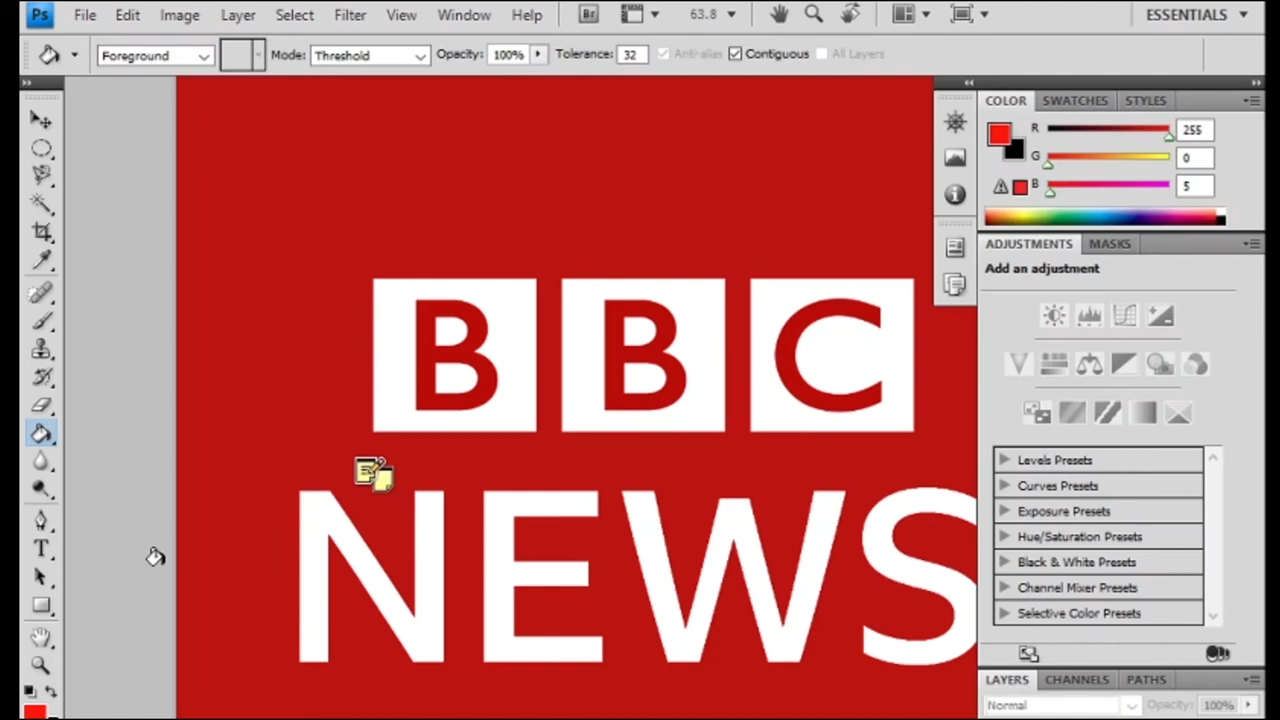 Ps File Edit Image Layer Select Filter View Window Help Br 63.8 ESSENTIALS
Foreground Mode: Threshold Opacity: 100% Tolerance: 32 Anti-alias Contiguous All Layers
COLOR SWATCHES STYLES
R 255
G 0
B 5
ADJUSTMENTS MASKS
Add an adjustment
BBC
NEWS
Levels Presets
Curves Presets
Exposure Presets
Hue/Saturation Presets
Black & White Presets
Channel Mixer Presets
Selective Color Presets
LAYERS CHANNELS PATHS
Normal Opacity: 100%
T